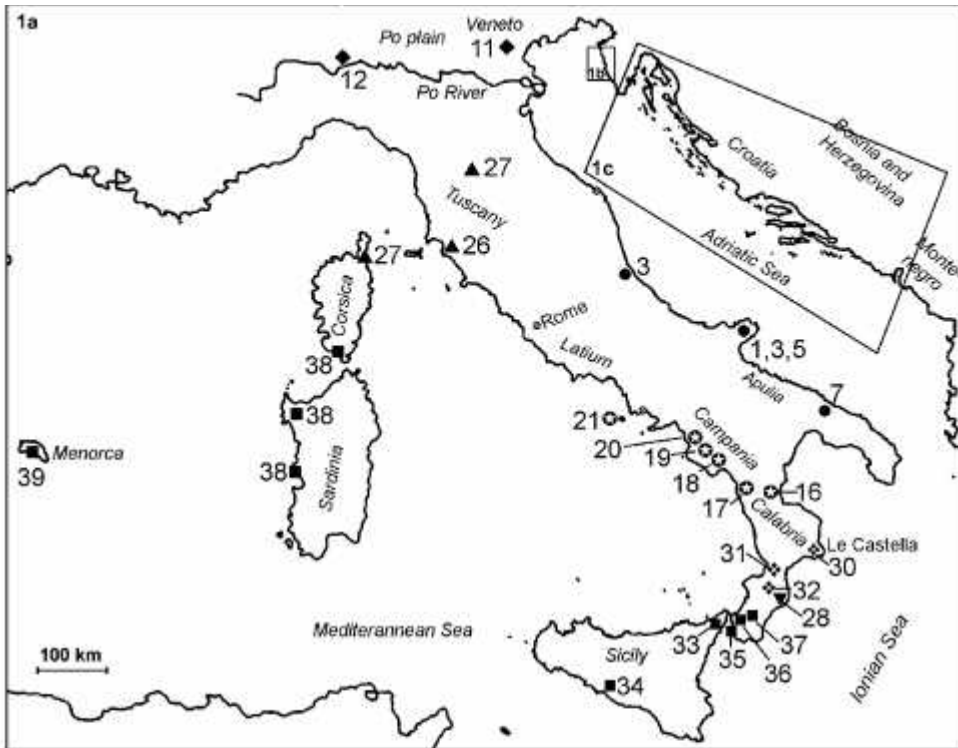 1a
Veneto
Po plain
11
12
Po River
1b
Bosnia and
Herzegovina
Croatia
1c
27
Tuscany
Adriatic Sea
Monte
negro
26
27
3
Corsica
Rome
Latium
1,3,5
38
Apulia
7
38
21
Campania
20
19
18
Menorca
39
Sardinia
38
17
16
Calabria
Le Castella
31
30
32
28
Mediterannean Sea
33
37
35
36
Sicily
34
Ionian Sea
100 km